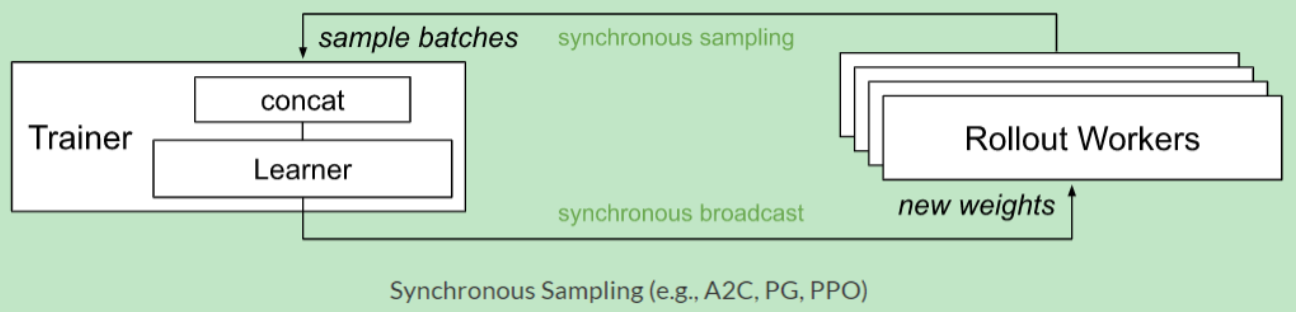 sample batches
synchronous sampling
concat
Trainer
Learner
Rollout Workers
new weights
synchronous broadcast
Synchronous Sampling (e.g., A2C, PG, PPO)